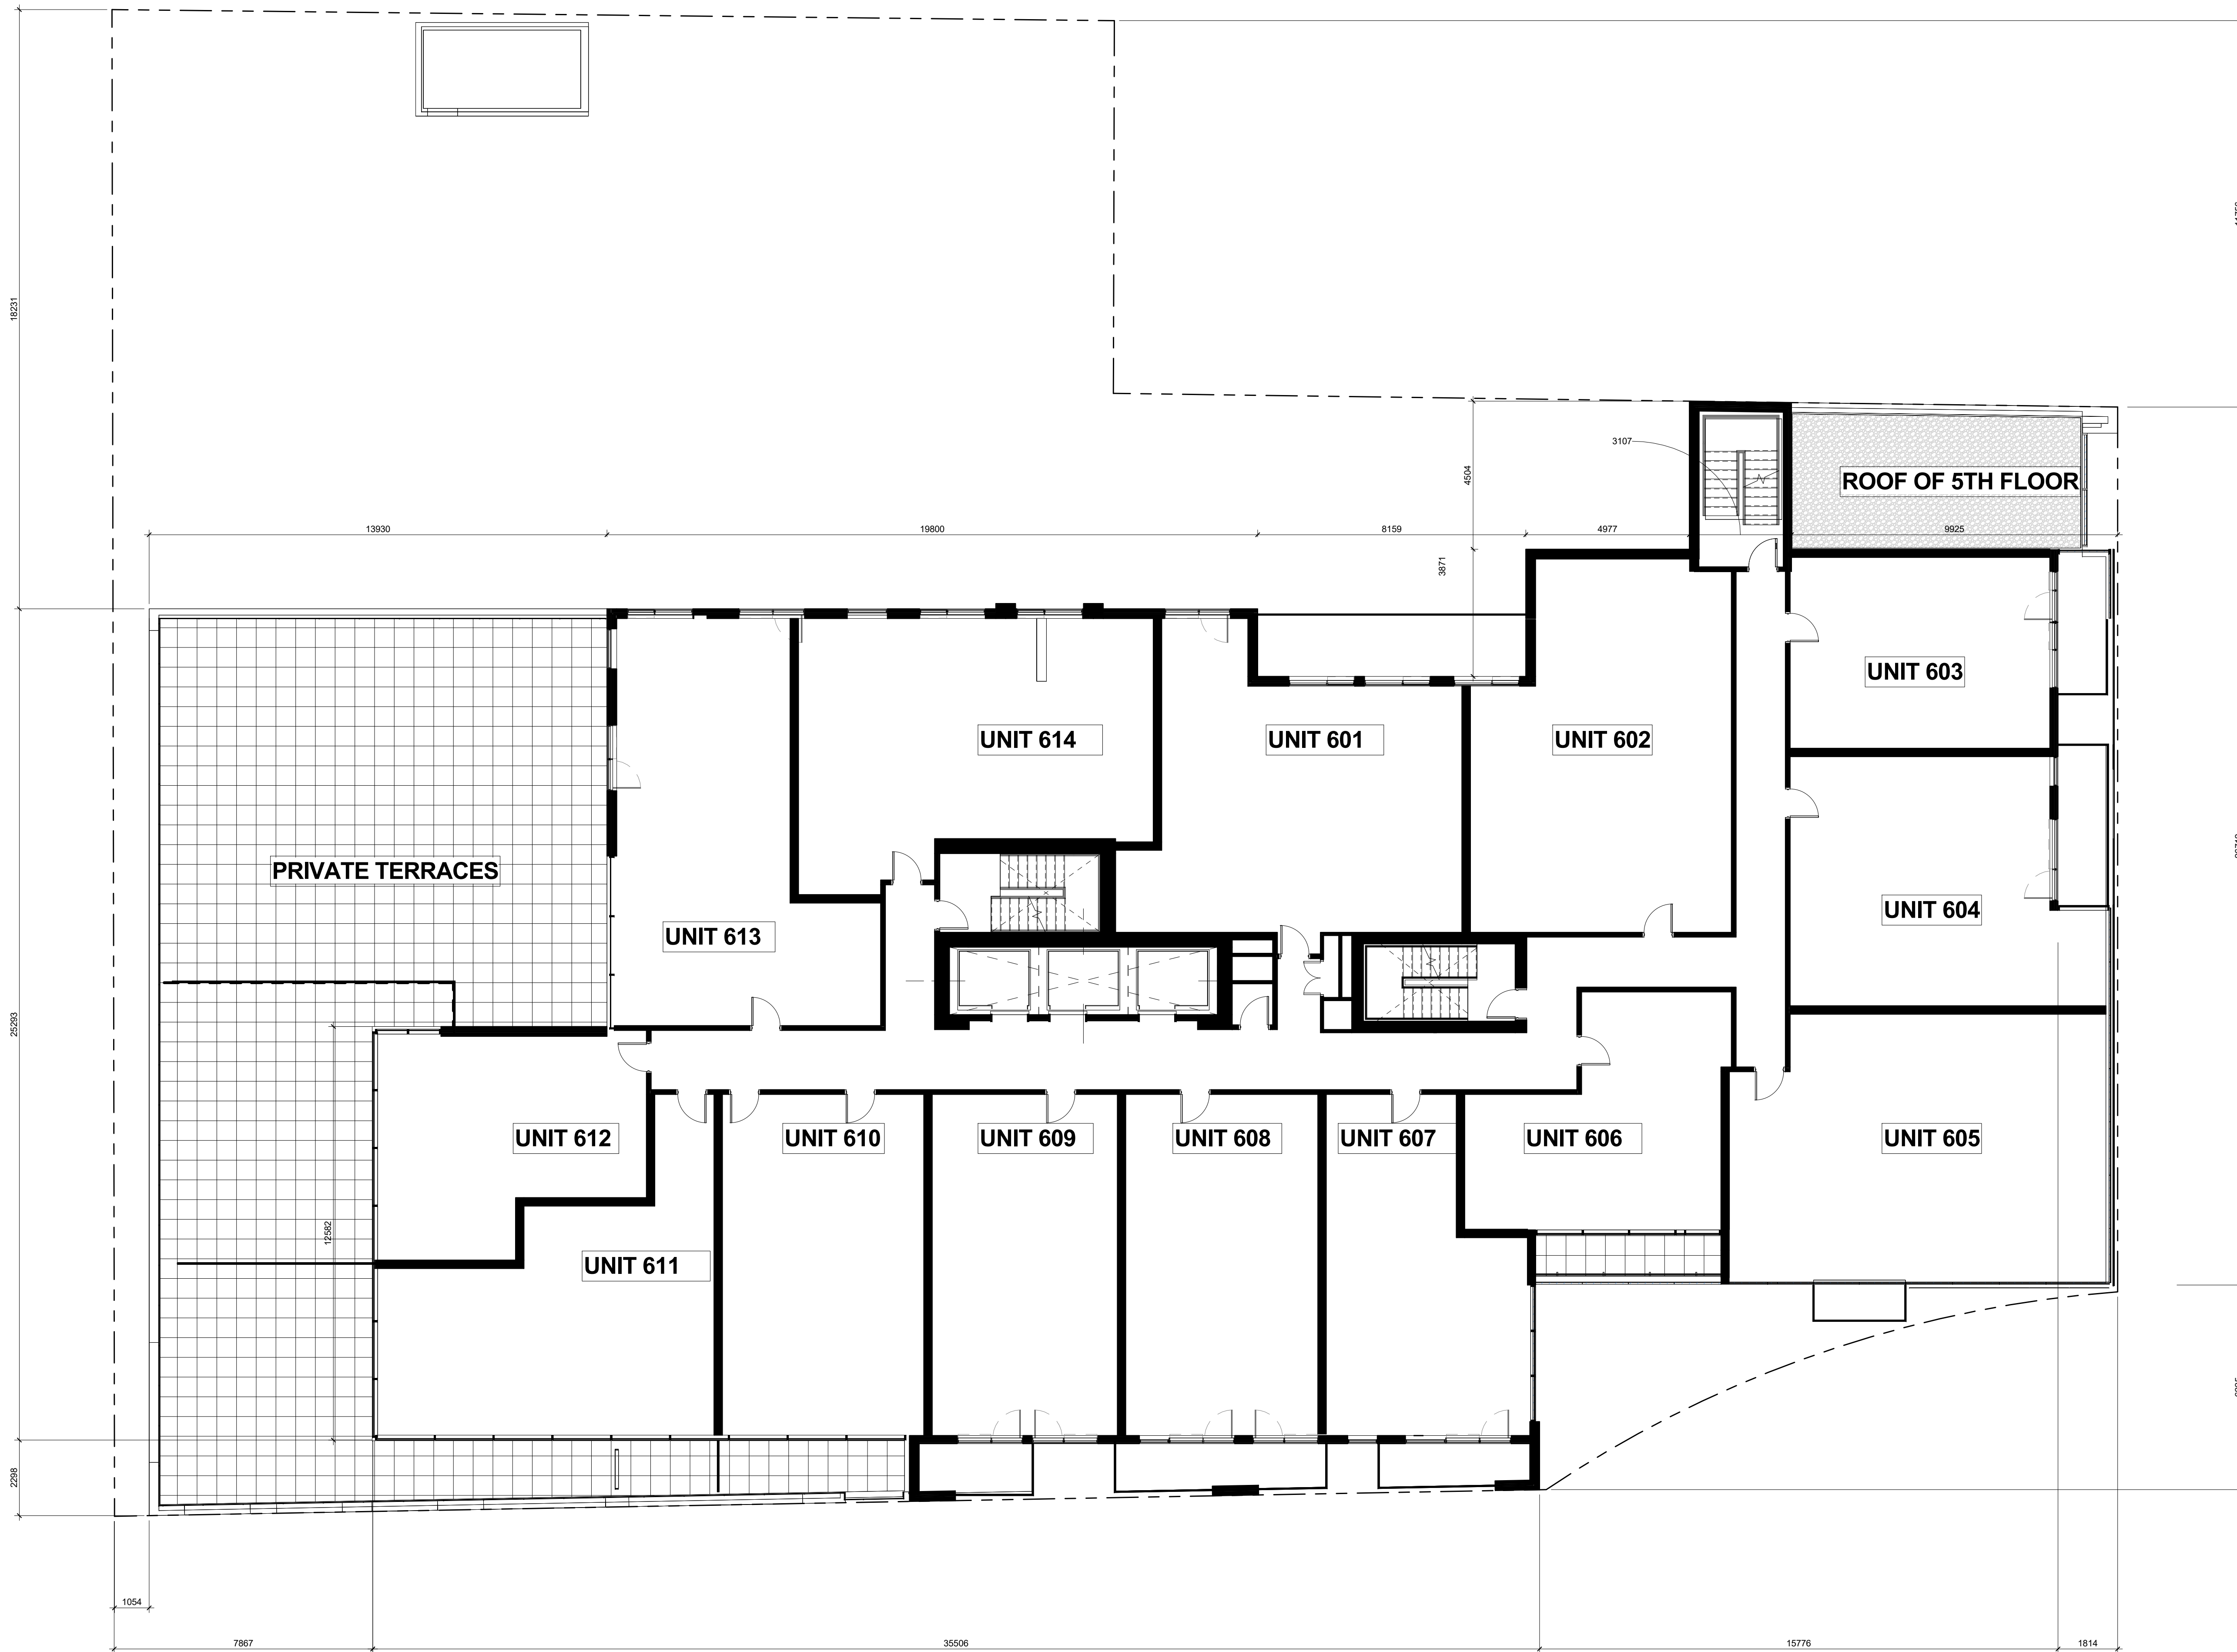 18231
3107
4504
ROOF OF 5TH FLOOR
13930
19800
8159
4977
9925
3871
UNIT 603
UNIT 614
UNIT 601
UNIT 602
PRIVATE TERRACES
UNIT 604
UNIT 613
25293
UNIT 612
UNIT 610
UNIT 609
UNIT 608
UNIT 607
UNIT 606
UNIT 605
12582
UNIT 611
2298
1054
7867
35506
15776
1814